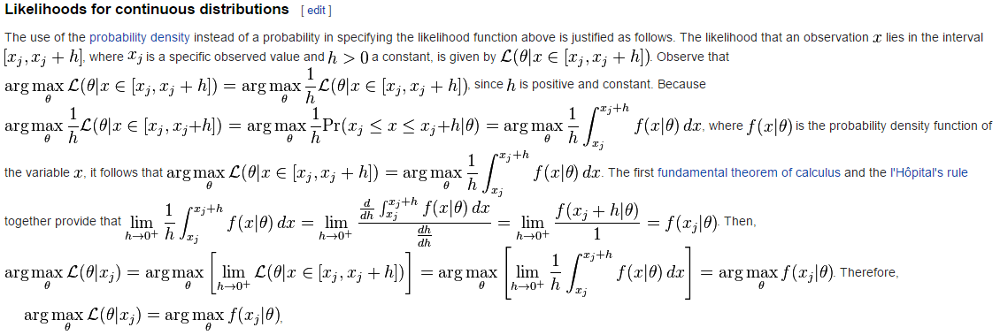 Likelihoods for continuous distributions [ edit ]
The use of the probability density instead of a probability in specifying the likelihood function above is justified as follows. The likelihood that an observation $x$ lies in the interval
$[x_j, x_j + h]$, where $x_j$ is a specific observed value and $h > 0$ a constant, is given by $\mathcal{L}(\theta | x \in [x_j, x_j + h])$. Observe that
$\arg\max_\theta \mathcal{L}(\theta | x \in [x_j, x_j + h]) = \arg\max_\theta \frac{1}{h} \mathcal{L}(\theta | x \in [x_j, x_j + h])$, since $h$ is positive and constant. Because
$\arg\max_\theta \frac{1}{h} \mathcal{L}(\theta | x \in [x_j, x_j + h]) = \arg\max_\theta \frac{1}{h} \Pr(x_j \leq x \leq x_j + h | \theta) = \arg\max_\theta \frac{1}{h} \int_{x_j}^{x_j+h} f(x|\theta)\, dx$, where $f(x|\theta)$ is the probability density function of
the variable $x$, it follows that $\arg\max_\theta \mathcal{L}(\theta | x \in [x_j, x_j + h]) = \arg\max_\theta \frac{1}{h} \int_{x_j}^{x_j+h} f(x|\theta)\, dx$. The first fundamental theorem of calculus and the l'Hôpital's rule
together provide that $\lim_{h \to 0^+} \frac{1}{h} \int_{x_j}^{x_j+h} f(x|\theta)\, dx = \lim_{h \to 0^+} \frac{\frac{d}{dh} \int_{x_j}^{x_j+h} f(x|\theta)\, dx}{\frac{dh}{dh}} = \lim_{h \to 0^+} \frac{f(x_j + h|\theta)}{1} = f(x_j|\theta)$. Then,
$\arg\max_\theta \mathcal{L}(\theta | x_j) = \arg\max_\theta \left[ \lim_{h \to 0^+} \mathcal{L}(\theta | x \in [x_j, x_j + h]) \right] = \arg\max_\theta \left[ \lim_{h \to 0^+} \frac{1}{h} \int_{x_j}^{x_j+h} f(x|\theta)\, dx \right] = \arg\max_\theta f(x_j|\theta)$. Therefore,
$\arg\max_\theta \mathcal{L}(\theta | x_j) = \arg\max_\theta f(x_j|\theta)$,